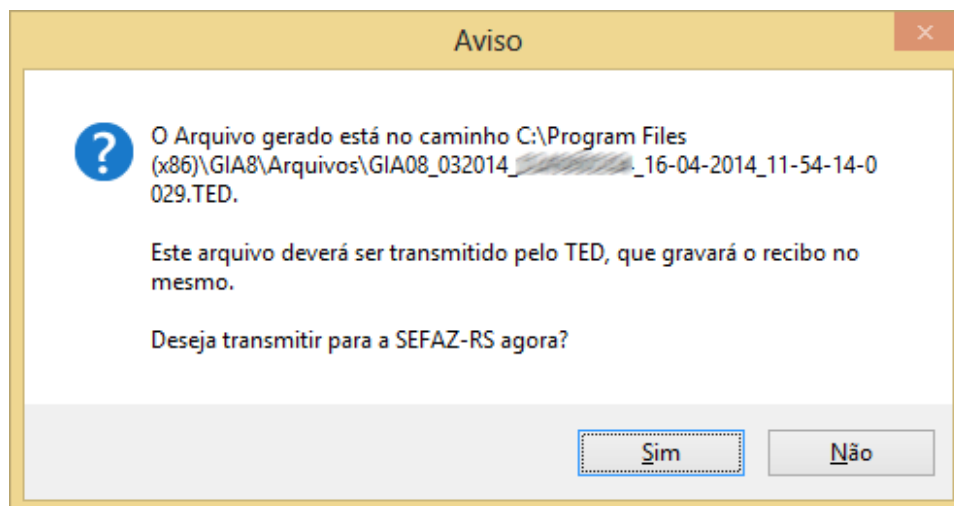 Aviso
O Arquivo gerado está no caminho C:\Program Files
(x86)\GIA8\Arquivos\GIA08_032014_ _16-04-2014_11-54-14-0
029.TED.
Este arquivo deverá ser transmitido pelo TED, que gravará o recibo no
mesmo.
Deseja transmitir para a SEFAZ-RS agora?
Sim
Não